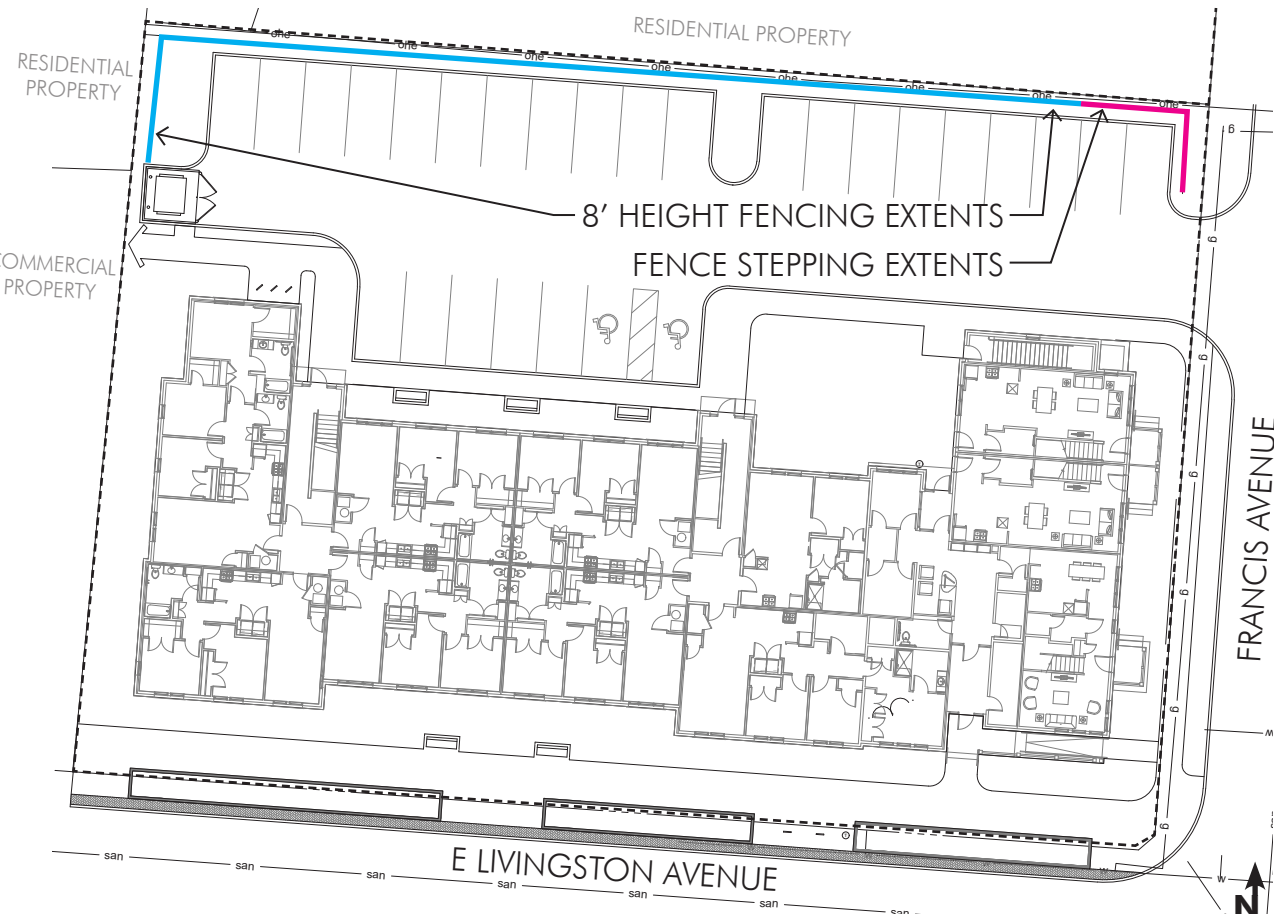 RESIDENTIAL PROPERTY
RESIDENTIAL
PROPERTY
ohe ohe ohe ohe ohe ohe ohe ohe
g
8’ HEIGHT FENCING EXTENTS
FENCE STEPPING EXTENTS
COMMERCIAL
PROPERTY
g
g
g
g
g
g
FRANCIS AVENUE
w
E LIVINGSTON AVENUE
san san san san san san san
w w
N